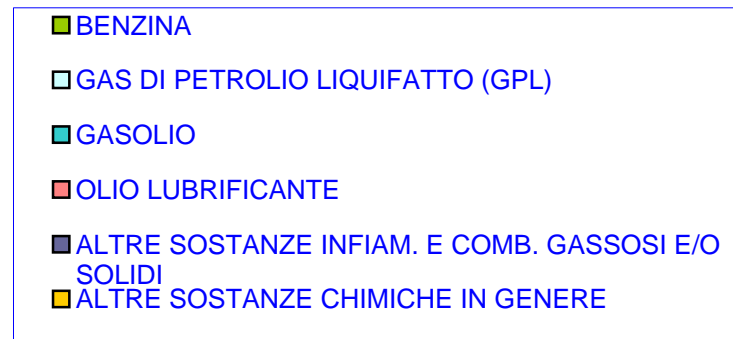 BENZINA
GAS DI PETROLIO LIQUIFATTO (GPL)
GASOLIO
OLIO LUBRIFICANTE
ALTRE SOSTANZE INFIAM. E COMB. GASSOSI E/O
SOLIDI
ALTRE SOSTANZE CHIMICHE IN GENERE